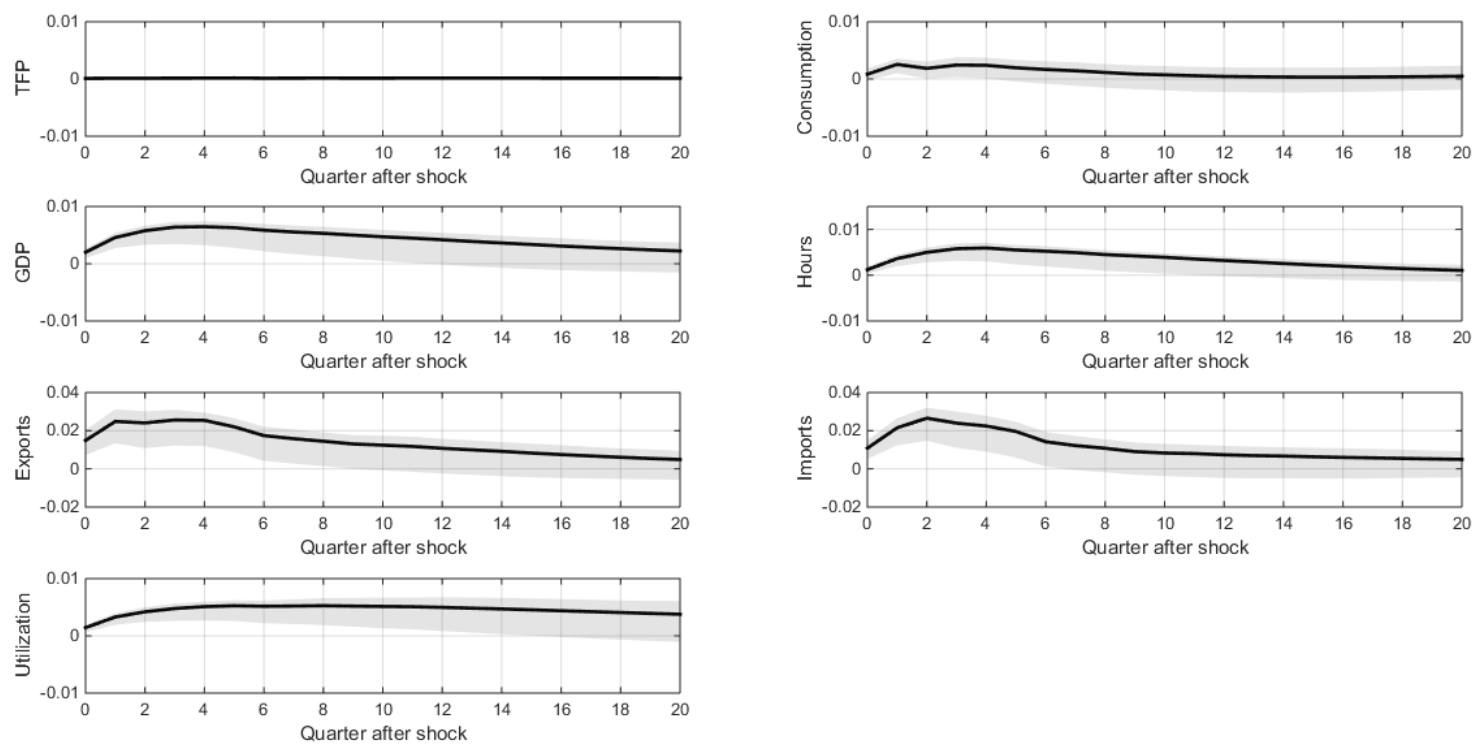 TFP
0.01
0
-0.01
0 2 4 6 8 10 12 14 16 18 20
Quarter after shock
Consumption
0.01
0
-0.01
0 2 4 6 8 10 12 14 16 18 20
Quarter after shock
GDP
0.01
0
-0.01
0 2 4 6 8 10 12 14 16 18 20
Quarter after shock
Hours
0.01
0
-0.01
0 2 4 6 8 10 12 14 16 18 20
Quarter after shock
Exports
0.04
0.02
0
-0.02
0 2 4 6 8 10 12 14 16 18 20
Quarter after shock
Imports
0.04
0.02
0
-0.02
0 2 4 6 8 10 12 14 16 18 20
Quarter after shock
Utilization
0.01
0
-0.01
0 2 4 6 8 10 12 14 16 18 20
Quarter after shock